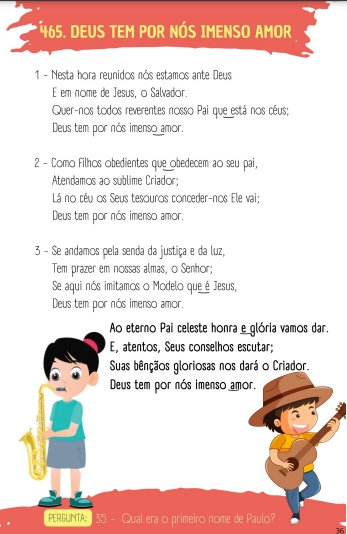 465. DEUS TEM POR NÓS IMENSO AMOR
1 - Nesta hora reunidos nós estamos ante Deus
E em nome de Jesus, o Salvador.
Quer-nos todos reverentes nosso Pai que está nos céus;
Deus tem por nós imenso amor.
2 - Como filhos obedientes que obedecem ao seu pai,
Atendamos ao sublime Criador;
Lá no céu os Seus tesouros conceder-nos Ele vai;
Deus tem por nós imenso amor.
3 - Se andamos pela senda da justiça e da luz,
Tem prazer em nossas almas, o Senhor;
Se aqui nós imitamos o Modelo que é Jesus,
Deus tem por nós imenso amor.
Ao eterno Pai celeste honra e glória vamos dar.
E, atentos, Seus conselhos escutar;
Suas bênçãos gloriosas nos dará o Criador.
Deus tem por nós imenso amor.
PERGUNTA: 35 - Qual era o primeiro nome de Paulo?
36